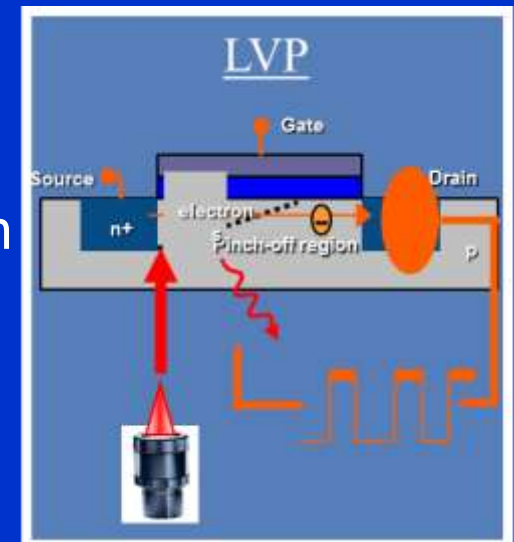 LVP
Gate
Source
Drain
n+
electron
s
Pinch-off region
p
n